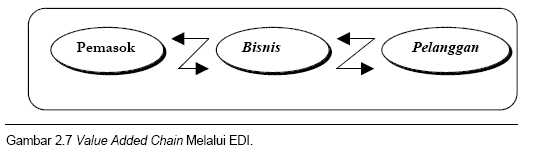 Pemasok Bisnis Pelanggan
Gambar 2.7 Value Added Chain Melalui EDI.